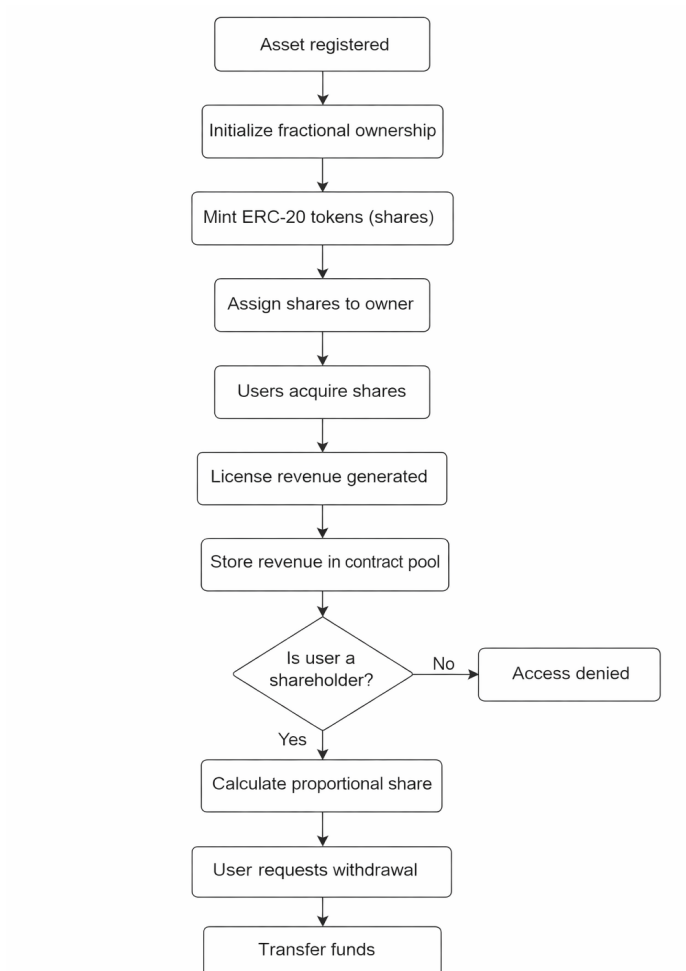 Asset registered
Initialize fractional ownership
Mint ERC-20 tokens (shares)
Assign shares to owner
Users acquire shares
License revenue generated
Store revenue in contract pool
Is user a
shareholder?
No
Access denied
Yes
Calculate proportional share
User requests withdrawal
Transfer funds